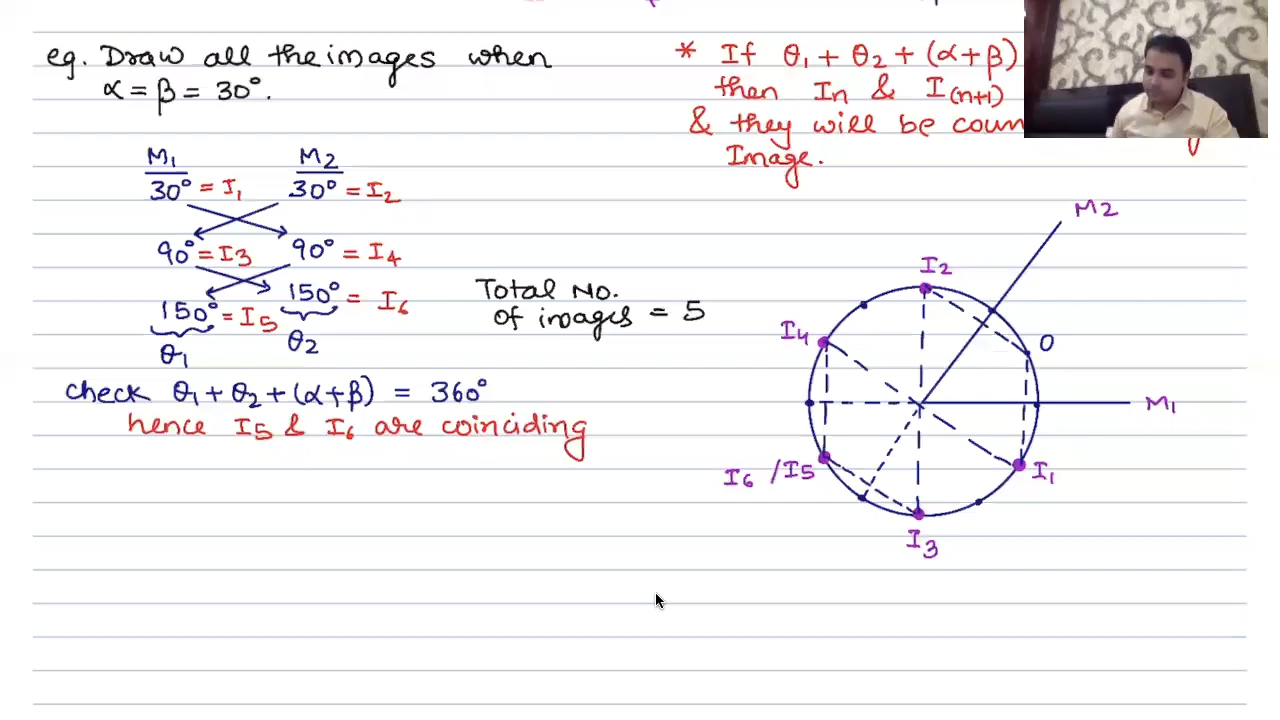 eg. Draw all the images when
α = β = 30°.
* If θ₁ + θ₂ + (α+β)
then In & I(n+1)
& they will be
Image.
M₁ M₂
30° = I₁ 30° = I₂
90° = I₃ 90° = I₄
150° = I₅ 150° = I₆
θ₁ θ₂
Total No.
of images = 5
check θ₁ + θ₂ + (α+β) = 360°
hence I₅ & I₆ are coinciding
M₂
I₂
I₄
O
M₁
I₆ / I₅
I₁
I₃